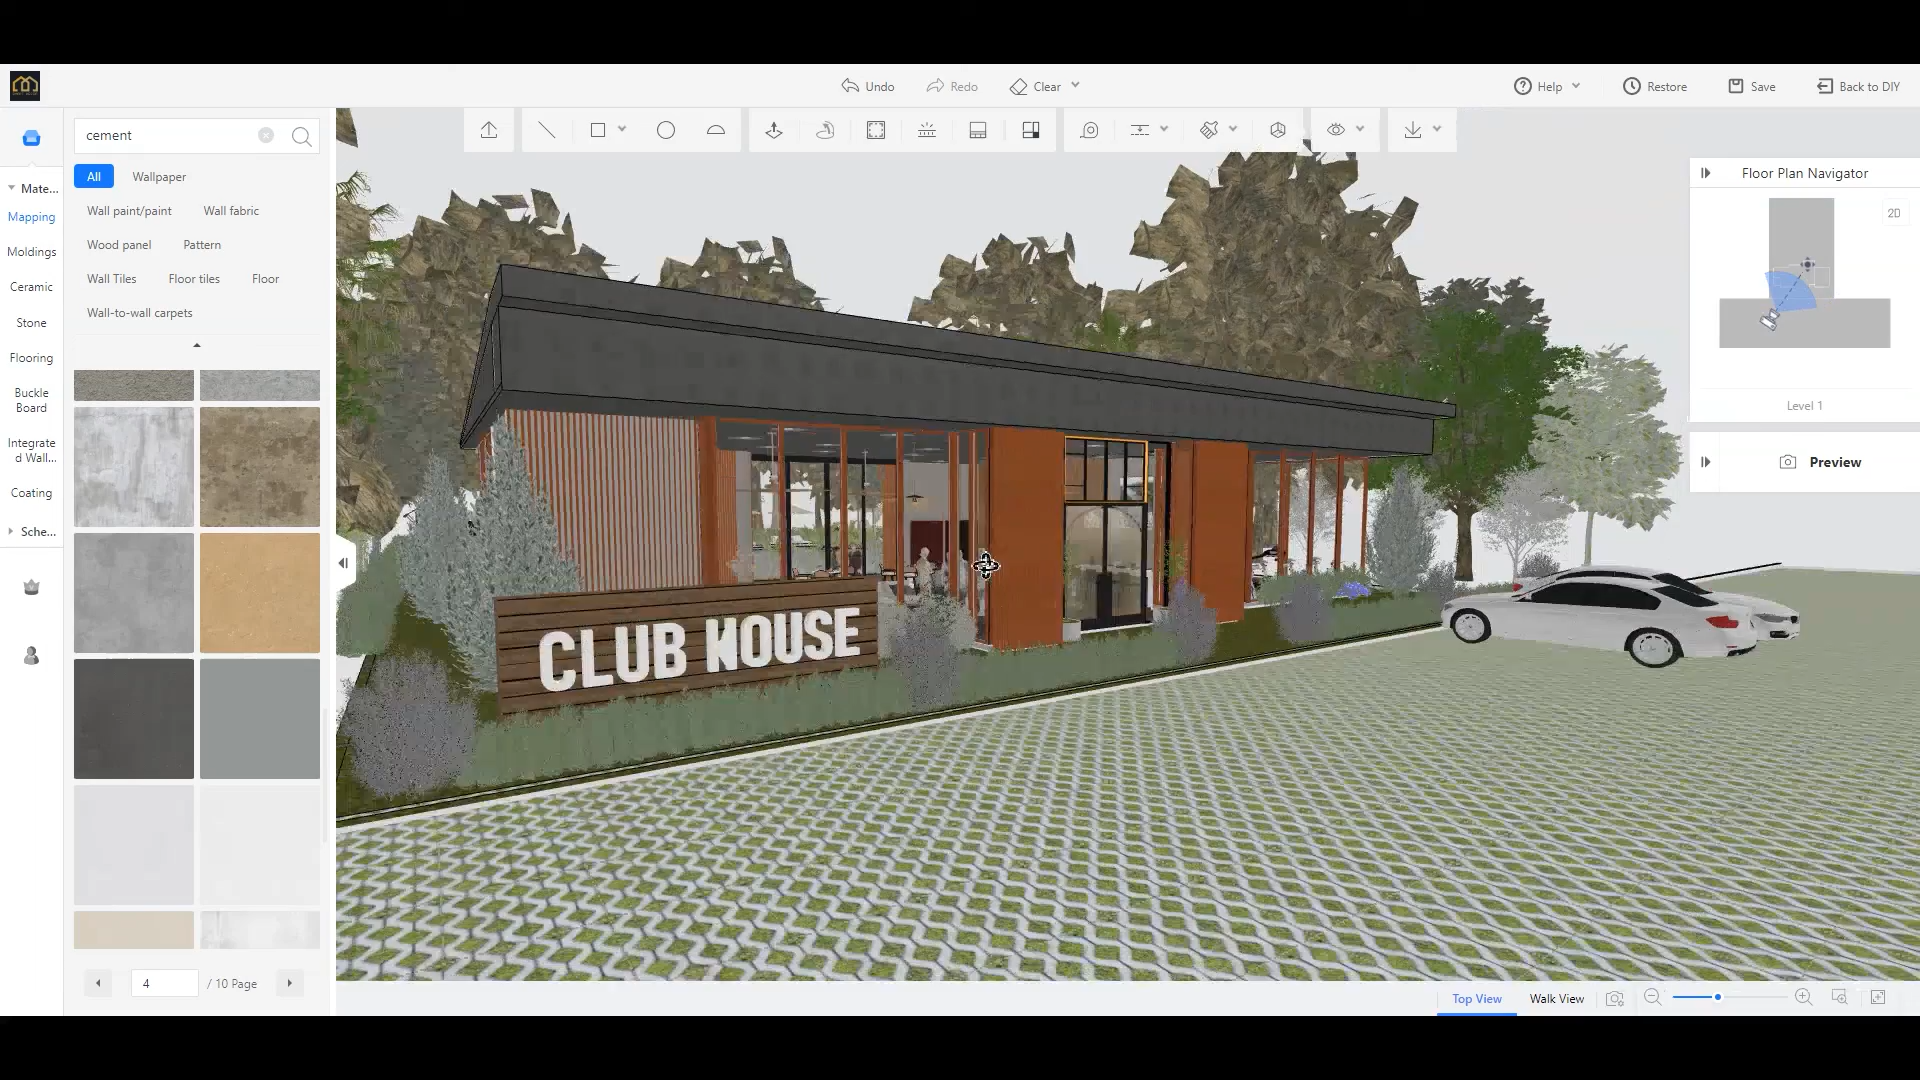 Undo
Redo
Clear
Help
Restore
Save
Back to DIY
cement
All
Wallpaper
Wall paint/paint
Wall fabric
Wood panel
Pattern
Wall Tiles
Floor tiles
Floor
Wall-to-wall carpets
Mate...
Mapping
Moldings
Ceramic
Stone
Flooring
Buckle
Board
Integrate
d Wall...
Coating
Sche...
4 / 10 Page
CLUB HOUSE
Floor Plan Navigator
2D
Level 1
Preview
Top View
Walk View